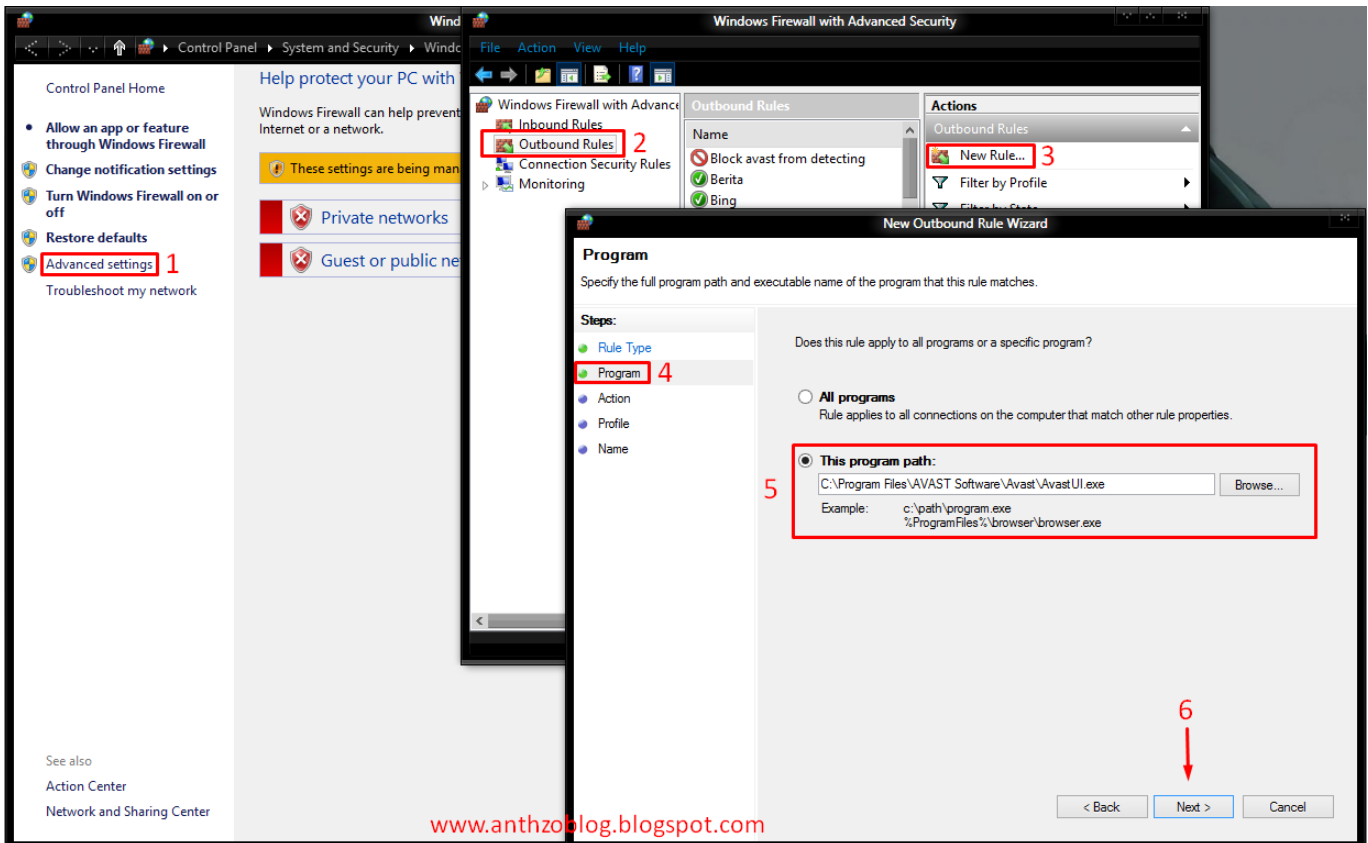 Wind
Control Panel
System and Security
Windc
Control Panel Home
Allow an app or feature
through Windows Firewall
Change notification settings
Turn Windows Firewall on or
off
Restore defaults
Advanced settings
1
Troubleshoot my network
See also
Action Center
Network and Sharing Center
Help protect your PC with
Windows Firewall can help prevent
Internet or a network.
These settings are being man
Private networks
Guest or public ne
Windows Firewall with Advanced Security
File Action View Help
Windows Firewall with Advance
Inbound Rules
Outbound Rules
2
Connection Security Rules
Monitoring
Outbound Rules
Name
Block avast from detecting
Berita
Bing
Actions
Outbound Rules
New Rule...
3
Filter by Profile
Filter by State
New Outbound Rule Wizard
Program
Specify the full program path and executable name of the program that this rule matches.
Steps:
Rule Type
Program
4
Action
Profile
Name
Does this rule apply to all programs or a specific program?
All programs
Rule applies to all connections on the computer that match other rule properties.
5
This program path:
C:\Program Files\AVAST Software\Avast\AvastUI.exe
Browse...
Example: c:\path\program.exe
%ProgramFiles%\browser\browser.exe
6
< Back
Next >
Cancel
www.anthzoblog.blogspot.com